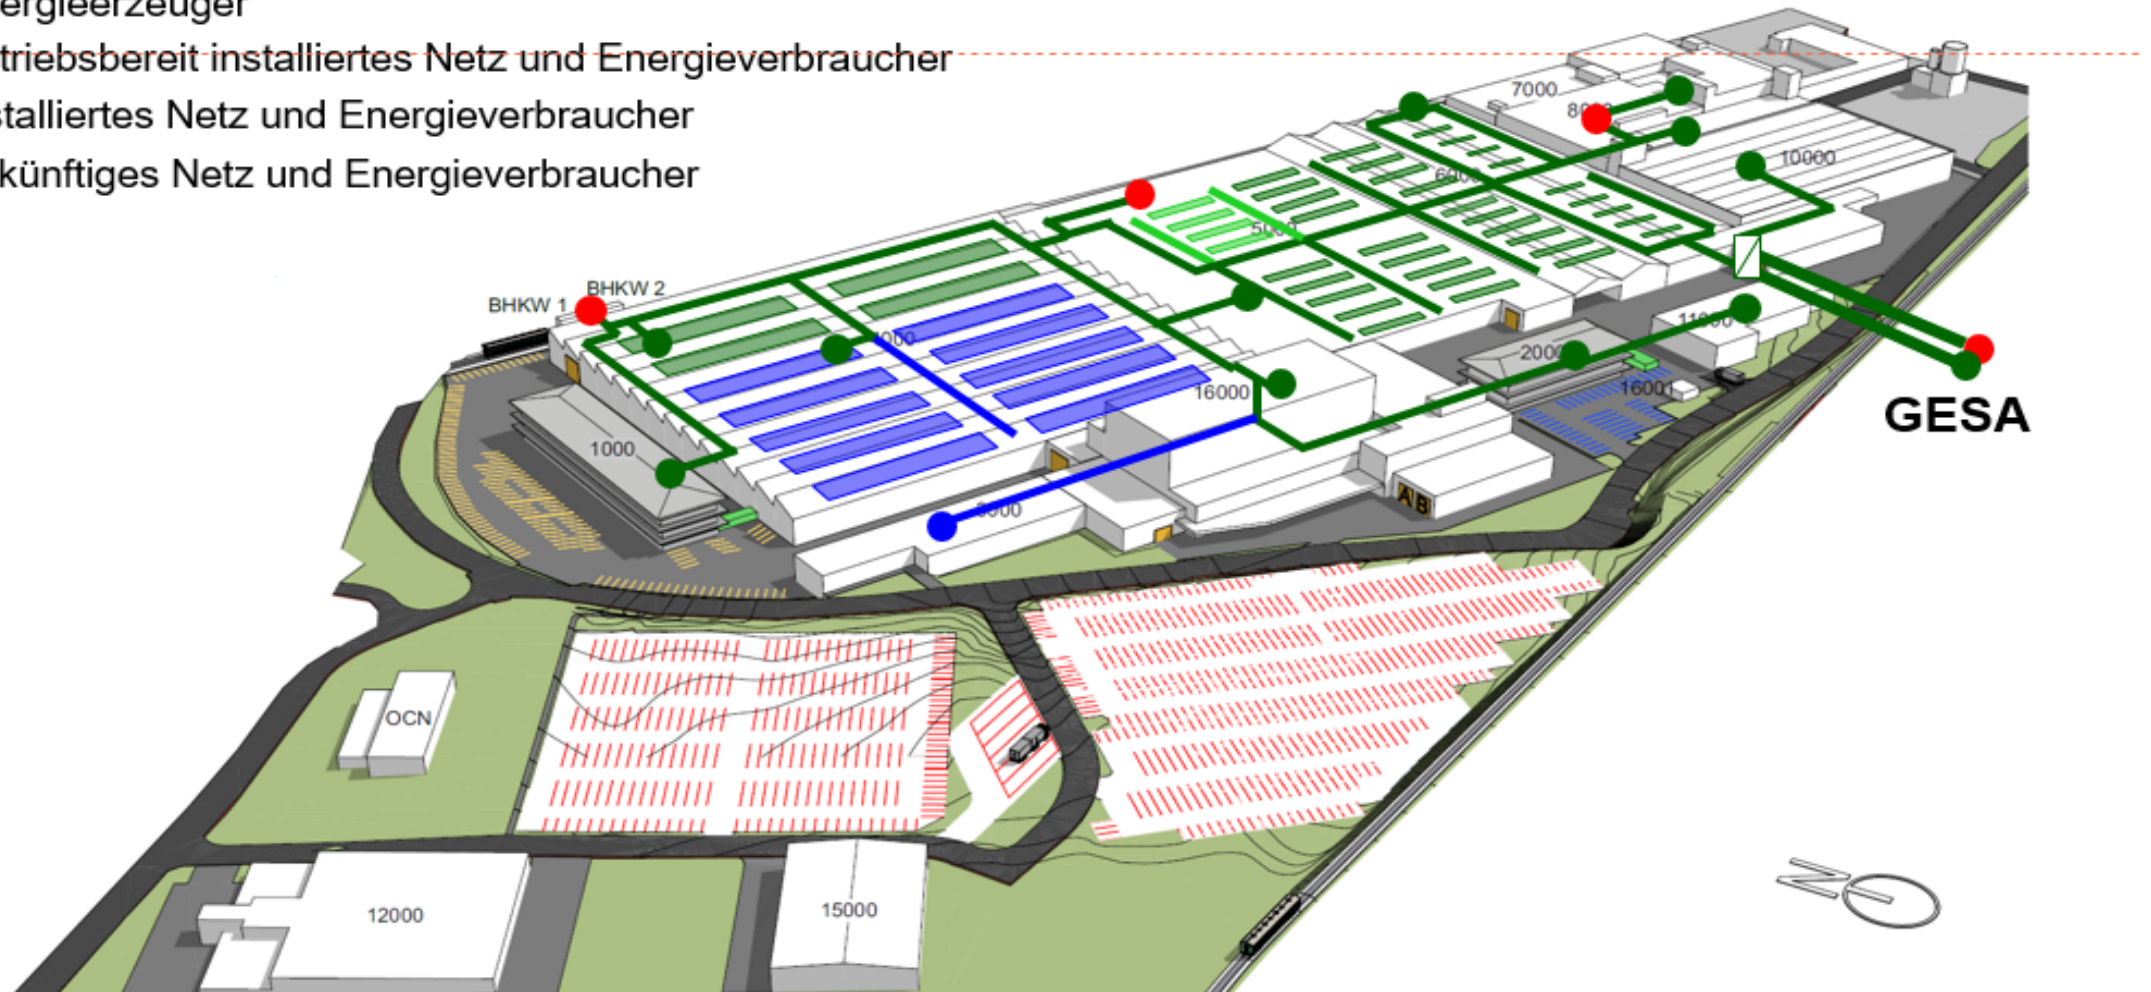 ergieerzeuger
triebsbereit installiertes Netz und Energieverbraucher
stalliertes Netz und Energieverbraucher
künftiges Netz und Energieverbraucher
7000
10000
BHKW 2
BHKW 1
16000
16001
GESA
1000
A B
OCN
12000
15000
N